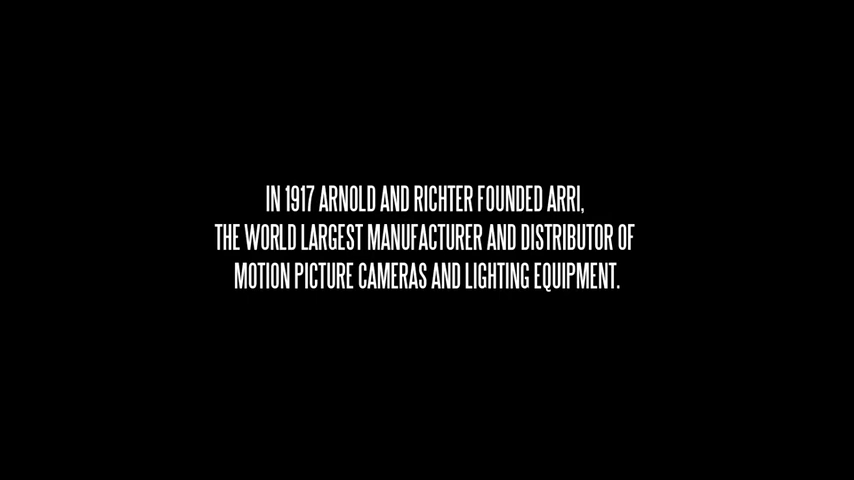 IN 1917 ARNOLD AND RICHTER FOUNDED ARRI,
THE WORLD LARGEST MANUFACTURER AND DISTRIBUTOR OF
MOTION PICTURE CAMERAS AND LIGHTING EQUIPMENT.